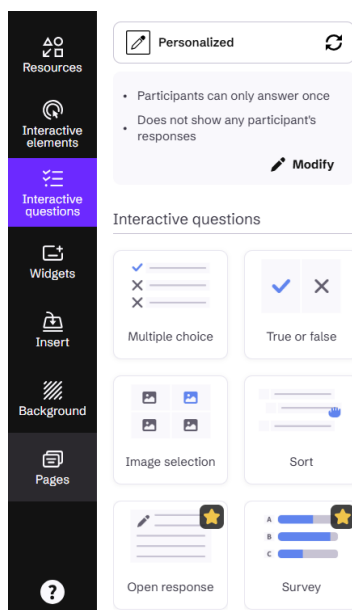 Resources
Interactive
elements
Interactive
questions
Widgets
Insert
Background
Pages
?
Personalized
• Participants can only answer once
• Does not show any participant's
responses
Modify
Interactive questions
Multiple choice
True or false
Image selection
Sort
Open response
A
B
C
Survey